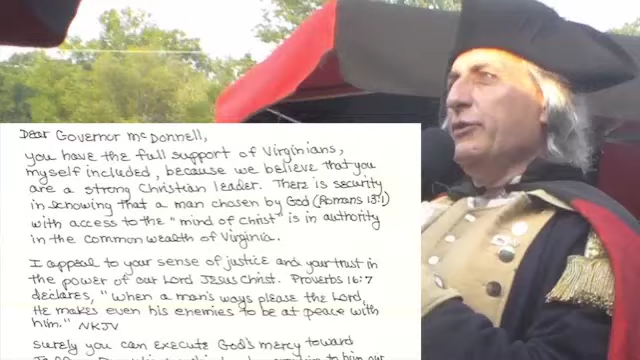 Dear Governor McDonnell,
you have the full support of Virginians,
myself included, because we believe that you
are a strong Christian leader. There is security
in knowing that a man chosen by God (Romans 13:1)
with access to the "mind of Christ" is in authority
in the commonwealth of Virginia.
I appeal to your sense of justice and your trust in
the power of our Lord Jesus Christ. Proverbs 16:7
declares, "When a man's ways please the Lord,
He makes even his enemies to be at peace with
him." NKJV
surely you can execute God's mercy toward